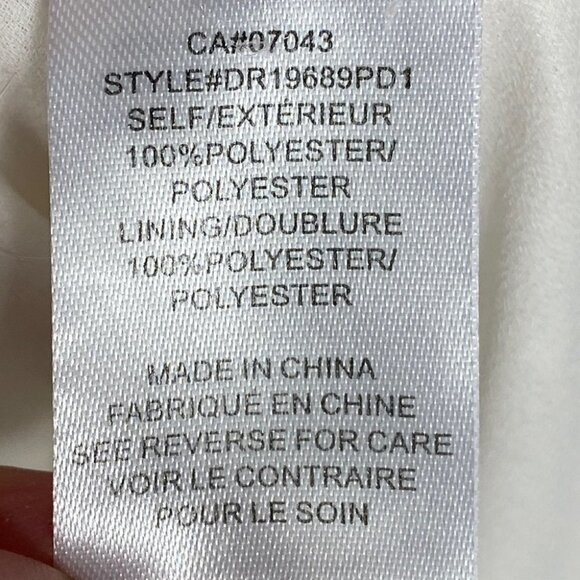 CA#07043
STYLE#DR19689PD1
SELF/EXTÉRIEUR
100%POLYESTER/
POLYESTER
LINING/DOUBLURE
100%POLYESTER/
POLYESTER
MADE IN CHINA
FABRIQUE EN CHINE
SEE REVERSE FOR CARE
VOIR LE CONTRAIRE
POUR LE SOIN